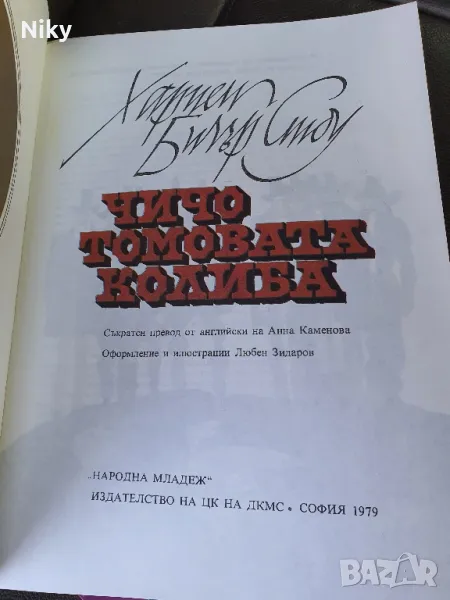 Niky
Хариет
Бичър Стоу
ЧИЧО
ТОМОВАТА
КОЛИБА
Съкратен превод от английски на Анна Каменова
Оформление и илюстрации Любен Зидаров
„НАРОДНА МЛАДЕЖ“
ИЗДАТЕЛСТВО НА ЦК НА ДКМС • СОФИЯ 1979
BAZAR